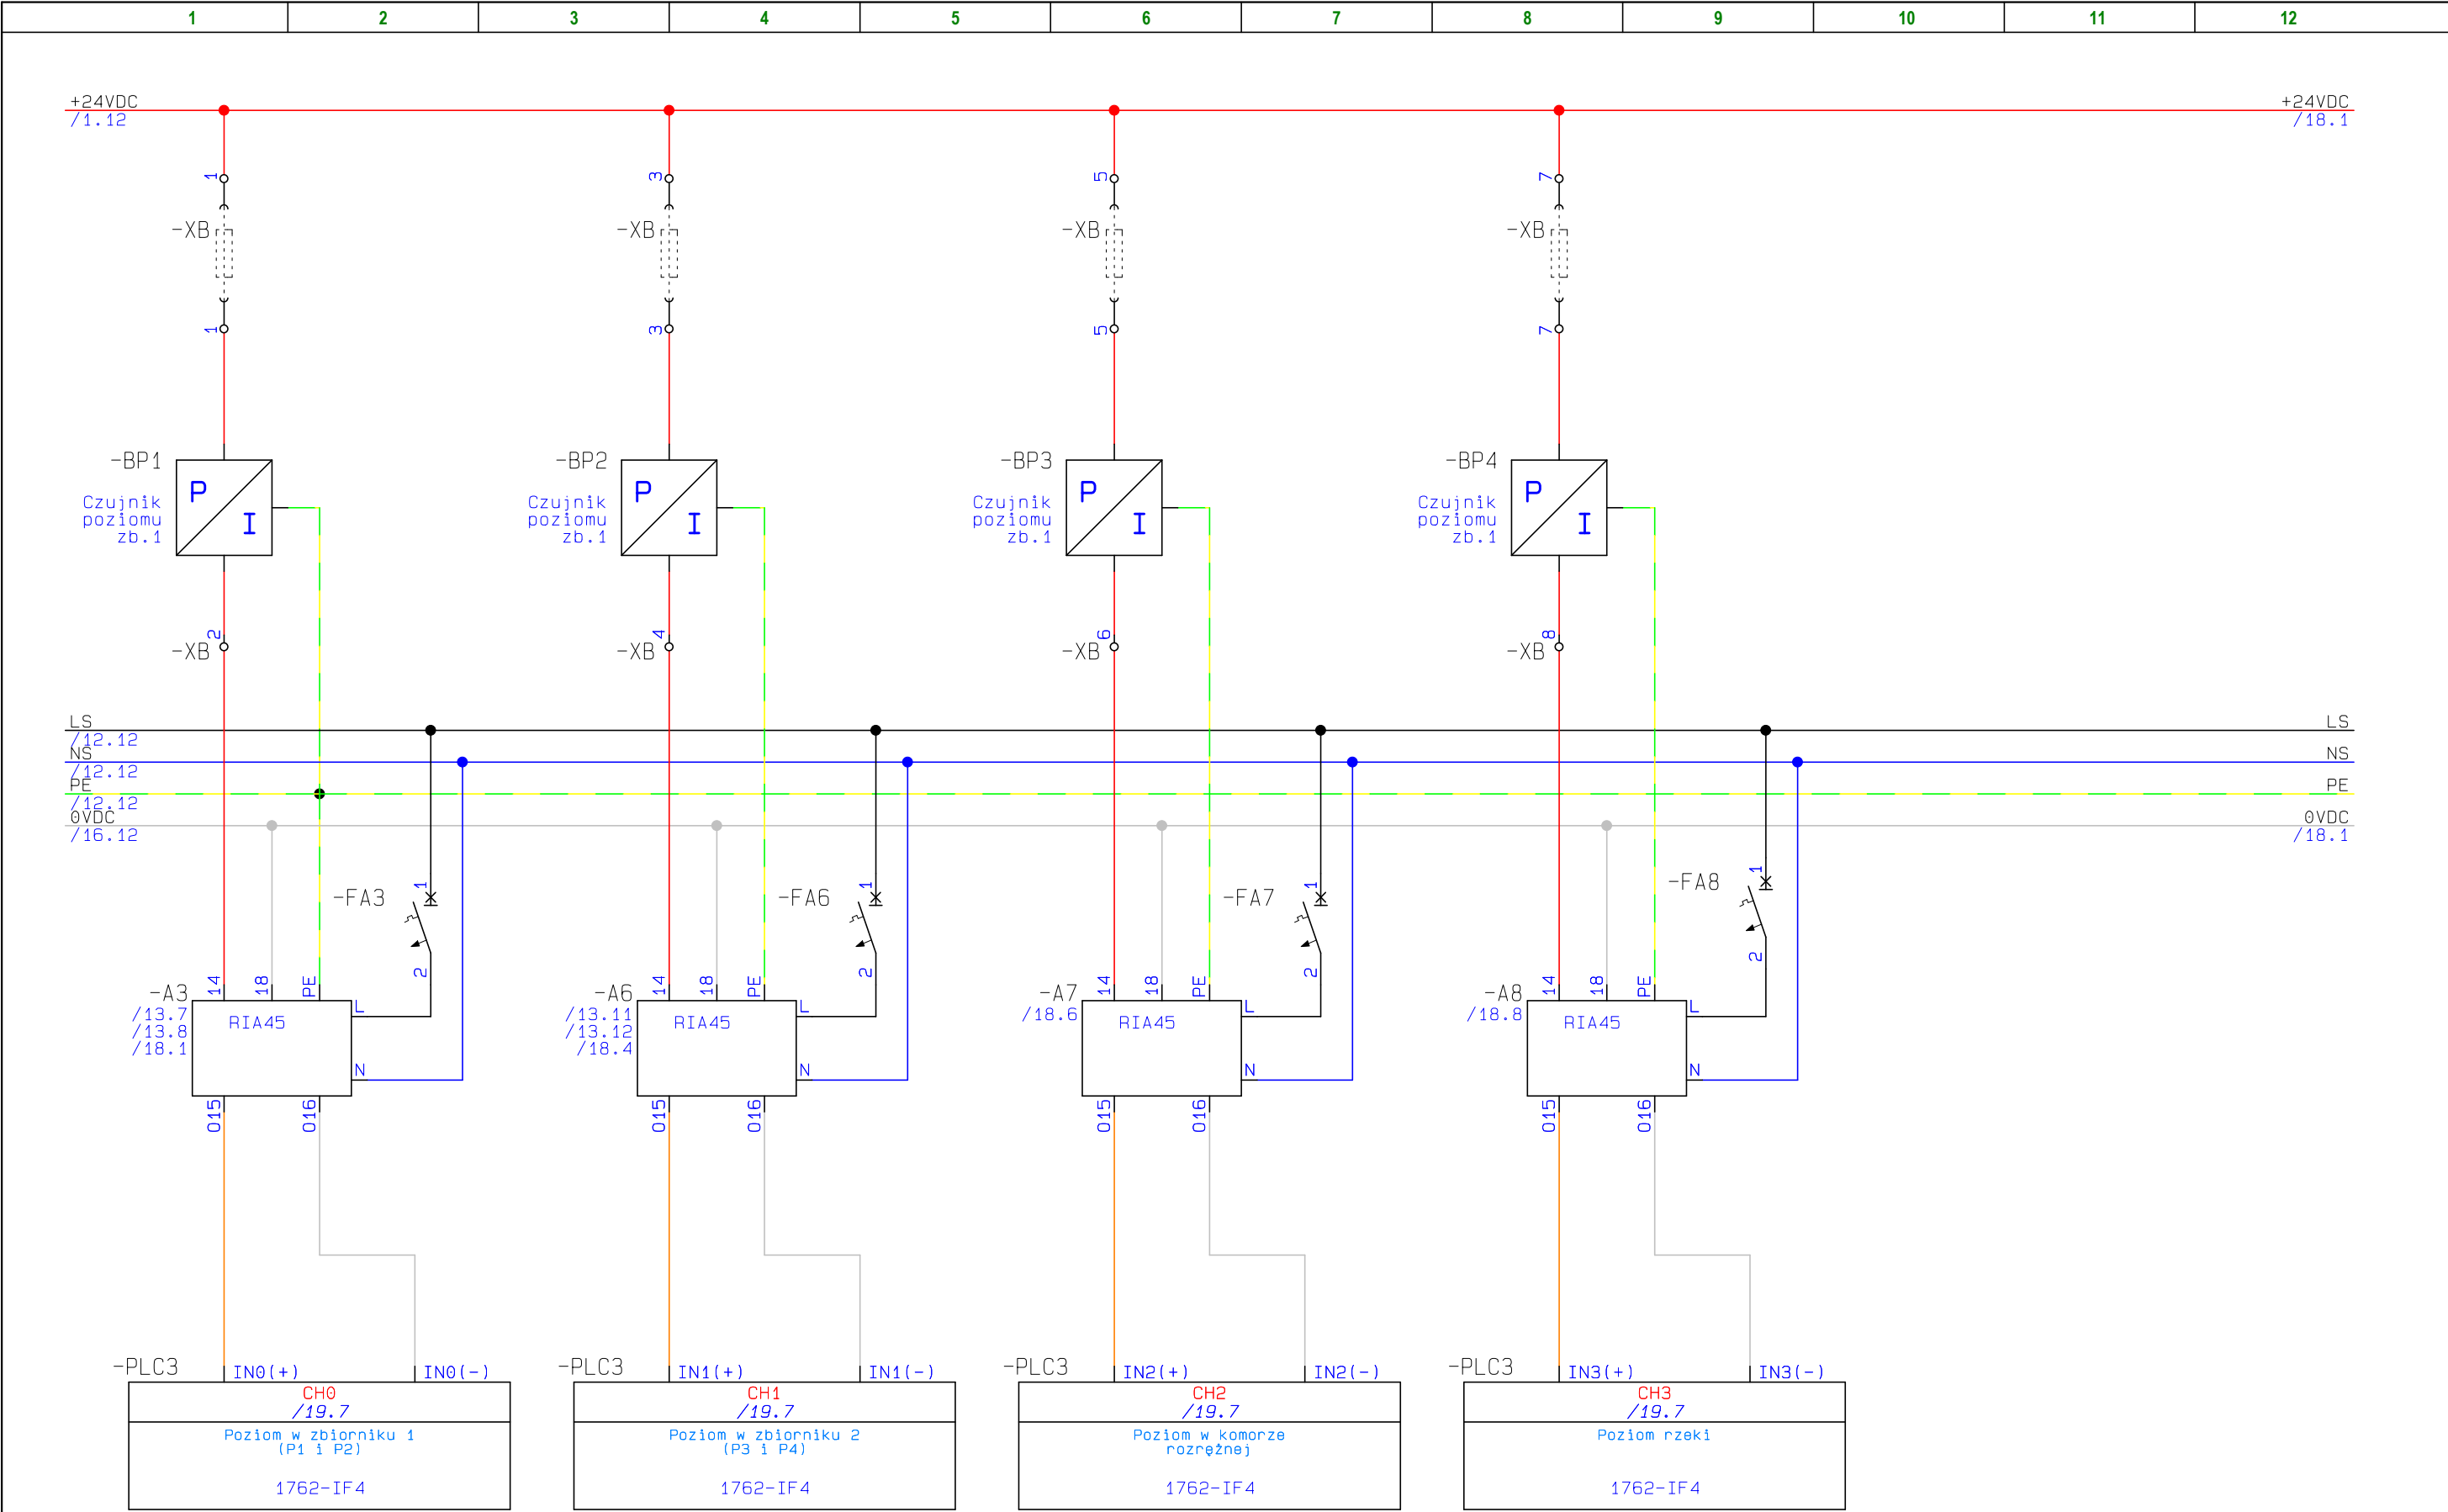 1 2 3 4 5 6 7 8 9 10 11 12
+24VDC +24VDC
/1.12 /18.1
1 3 5 7
-XB -XB -XB -XB
1 3 5 7
-BP1 -BP2 -BP3 -BP4
P P P P
Czujnik Czujnik Czujnik Czujnik
poziomu poziomu poziomu poziomu
I I I I
zb.1 zb.1 zb.1 zb.1
2 4 6 8
-XB -XB -XB -XB
LS LS
/12.12
NS NS
/12.12
PE PE
/12.12
0VDC 0VDC
/16.12 /18.1
1 1 1 1
-FA3 -FA6 -FA7 -FA8
2 2 2 2
14 18 PE 14 18 PE 14 18 PE 14 18 PE
-A3 -A6 -A7 -A8
L L L L
/13.7 /13.11 /18.6 /18.8
RIA45 RIA45 RIA45 RIA45
/13.8 /13.12
/18.1 /18.4
N N N N
O15 O16 O15 O16 O15 O16 O15 O16
-PLC3 -PLC3 -PLC3 -PLC3
IN0(+) IN0(-) IN1(+) IN1(-) IN2(+) IN2(-) IN3(+) IN3(-)
CH0 CH1 CH2 CH3
/19.7 /19.7 /19.7 /19.7
Poziom w zbiorniku 1 Poziom w zbiorniku 2 Poziom w komorze Poziom rzeki
(P1 i P2) (P3 i P4) rozrężnej
1762-IF4 1762-IF4 1762-IF4 1762-IF4